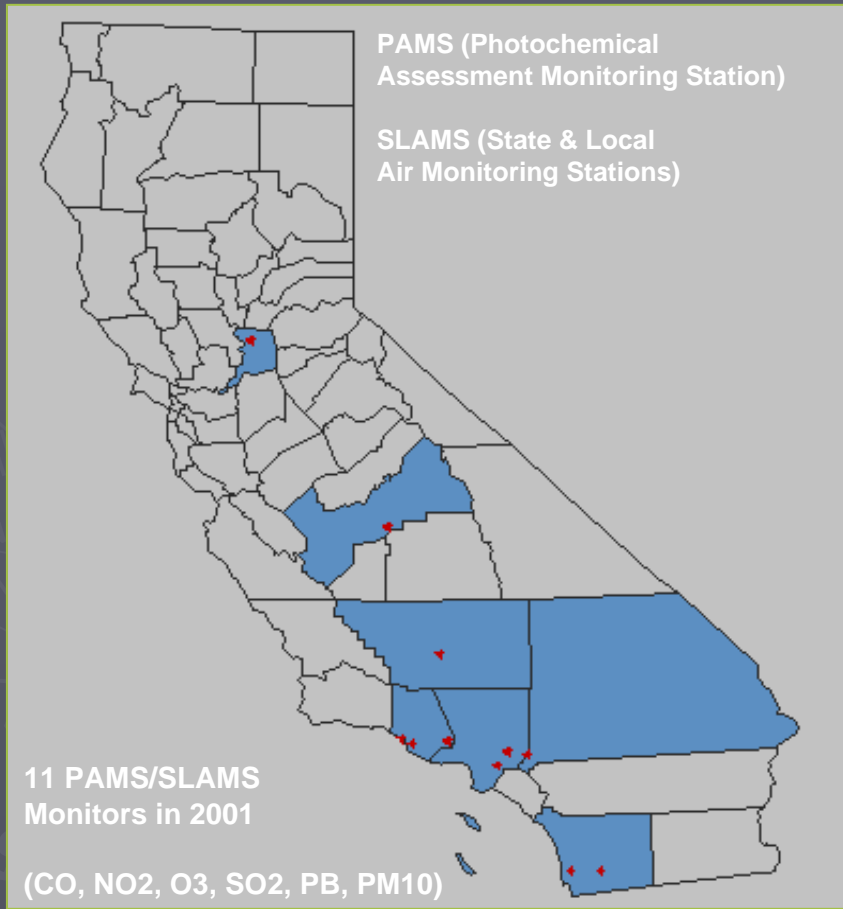 PAMS (Photochemical
Assessment Monitoring Station)
SLAMS (State & Local
Air Monitoring Stations)
11 PAMS/SLAMS
Monitors in 2001
(CO, NO2, O3, SO2, PB, PM10)